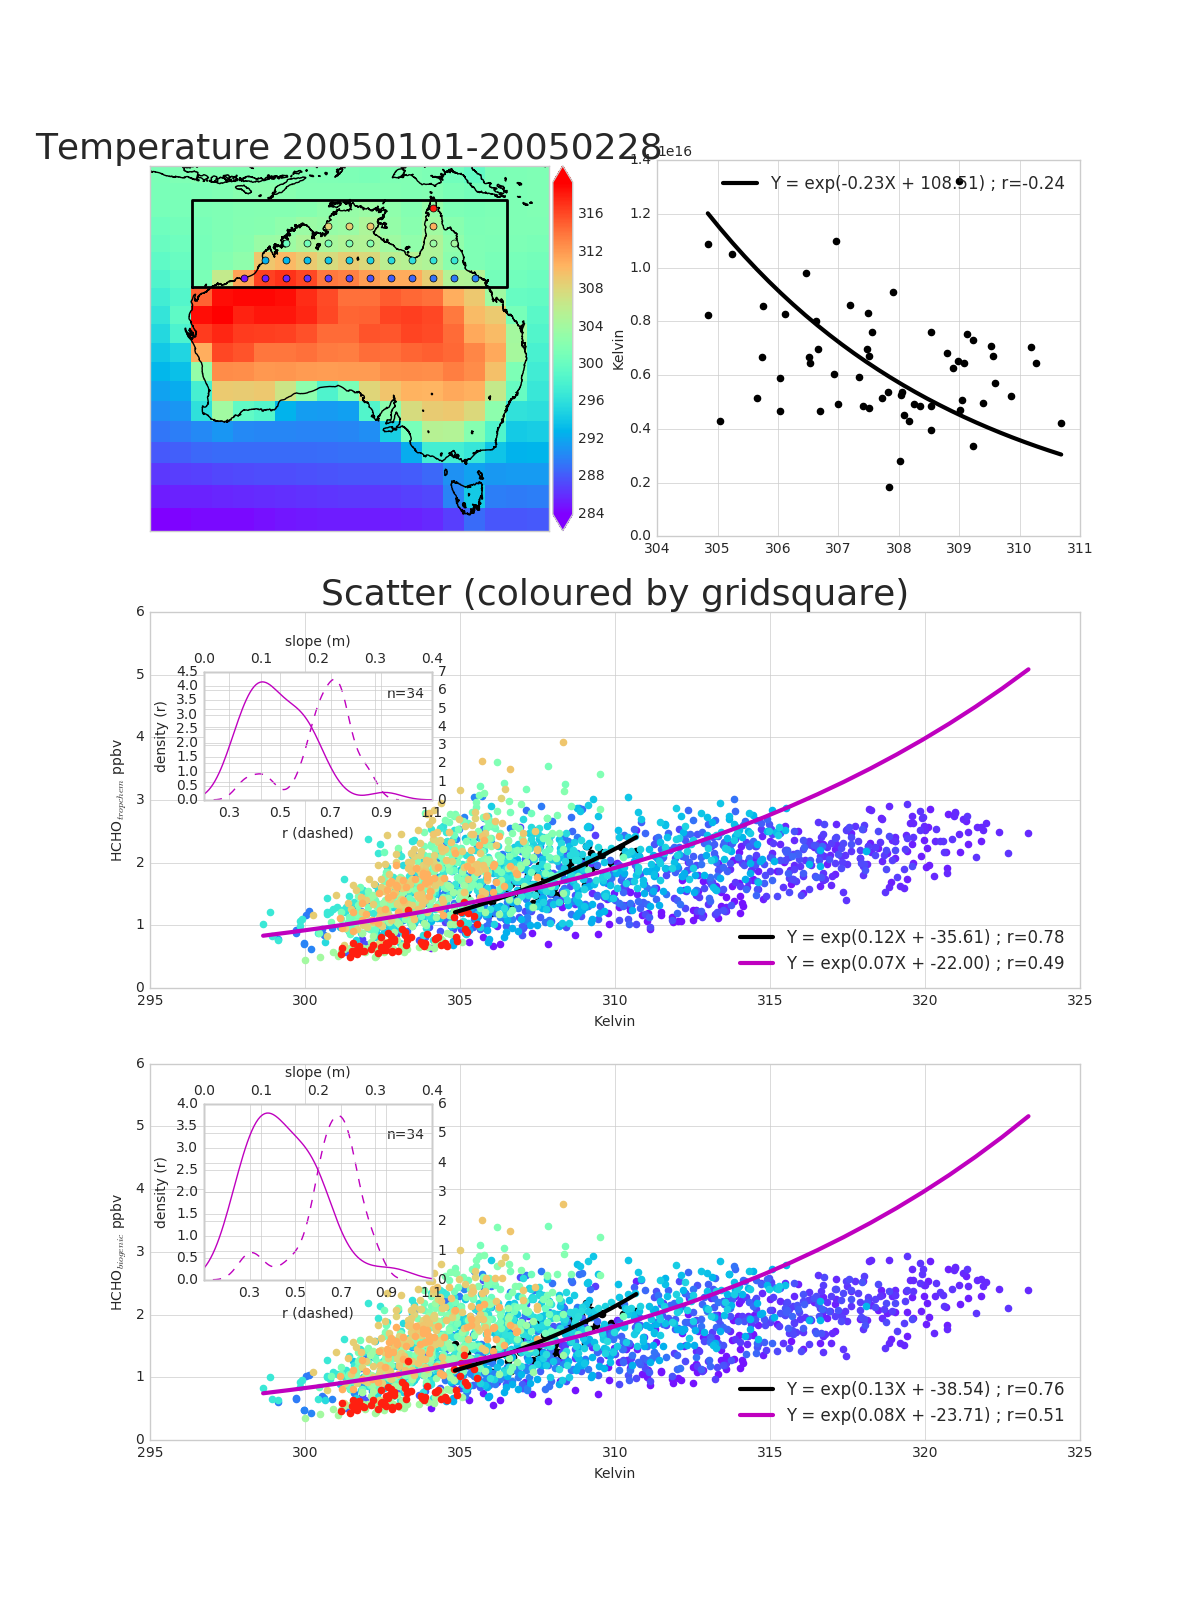 Temperature 20050101-20050228
316
312
308
304
300
296
292
288
284
1e16
1.4
1.2
1.0
0.8
0.6
0.4
0.2
0.0
Kelvin
Y = exp(-0.23X + 108.51) ; r=-0.24
304 305 306 307 308 309 310 311
Scatter (coloured by gridsquare)
6
5
4
3
2
1
0
HCHO tropchem ppbv
slope (m)
0.0 0.1 0.2 0.3 0.4
4.5
4.0
3.5
3.0
2.5
2.0
1.5
1.0
0.5
0.0
density (r)
n=34
7
6
5
4
3
2
1
0
0.3 0.5 0.7 0.9 1.1
r (dashed)
Y = exp(0.12X + -35.61) ; r=0.78
Y = exp(0.07X + -22.00) ; r=0.49
295 300 305 310 315 320 325
Kelvin
6
5
4
3
2
1
0
HCHO biogenic ppbv
slope (m)
0.0 0.1 0.2 0.3 0.4
4.0
3.5
3.0
2.5
2.0
1.5
1.0
0.5
0.0
density (r)
n=34
6
5
4
3
2
1
0
0.3 0.5 0.7 0.9 1.1
r (dashed)
Y = exp(0.13X + -38.54) ; r=0.76
Y = exp(0.08X + -23.71) ; r=0.51
295 300 305 310 315 320 325
Kelvin